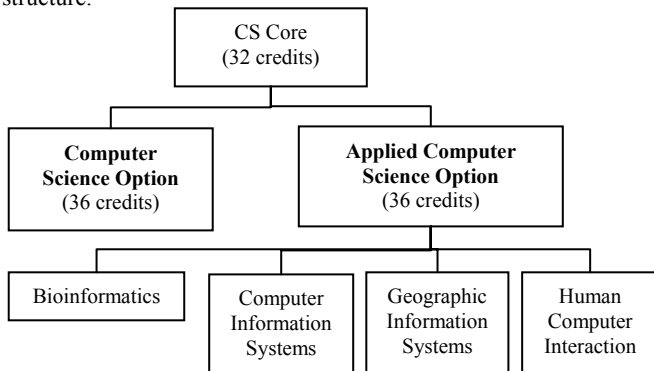 structure.
CS Core
(32 credits)
Computer
Science Option
(36 credits)
Applied Computer
Science Option
(36 credits)
Bioinformatics
Computer
Information
Systems
Geographic
Information
Systems
Human
Computer
Interaction